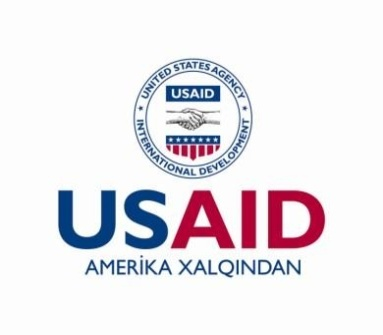 UNITED STATES AGENCY
USAID
INTERNATIONAL DEVELOPMENT
USAID
AMERİKA XALQINDAN